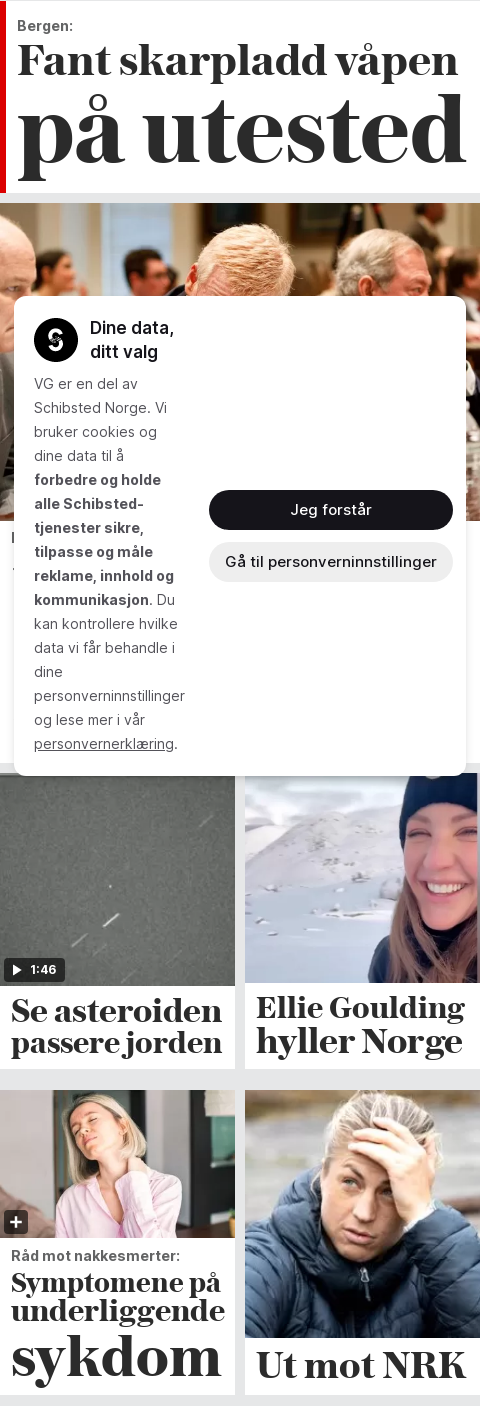 Bergen:
Fant skarpladd våpen
på utested
Dine data,
ditt valg
VG er en del av
Schibsted Norge. Vi
bruker cookies og
dine data til å
forbedre og holde
alle Schibsted-
tjenester sikre,
tilpasse og måle
reklame, innhold og
kommunikasjon. Du
kan kontrollere hvilke
data vi får behandle i
dine
personverninnstillinger
og lese mer i vår
personvernerklæring.
Jeg forstår
Gå til personverninnstillinger
1:46
Se asteroiden
passere jorden
Ellie Goulding
hyller Norge
Råd mot nakkesmerter:
Symptomene på
underliggende
sykdom
Ut mot NRK